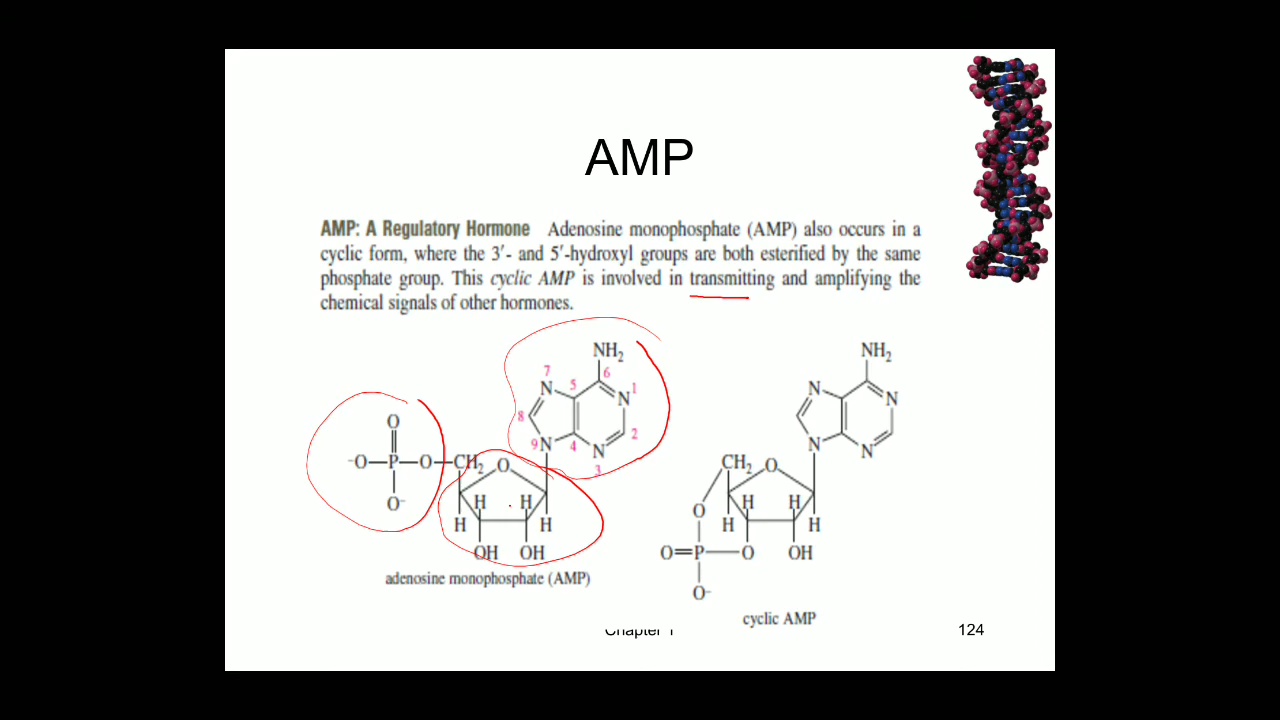 AMP
AMP: A Regulatory Hormone Adenosine monophosphate (AMP) also occurs in a
cyclic form, where the 3′- and 5′-hydroxyl groups are both esterified by the same
phosphate group. This cyclic AMP is involved in transmitting and amplifying the
chemical signals of other hormones.
NH2
7 6
N 5 N 1
8 2
9 N 4 N
3
O
-O—P—O—CH2 O
O-
H H
H H
OH OH
adenosine monophosphate (AMP)
NH2
N N
N N
CH2 O
O H H
H H
O=P—O OH
O-
cyclic AMP
Chapter 1
124